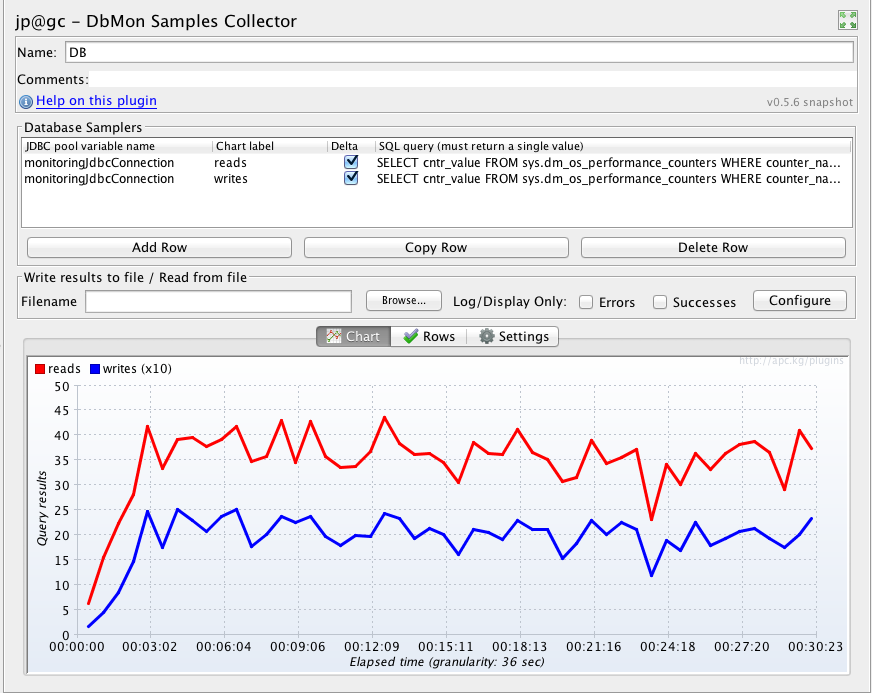 jp@gc - DbMon Samples Collector
Name: DB
Comments:
Help on this plugin
v0.5.6 snapshot
Database Samplers
JDBC pool variable name Chart label Delta SQL query (must return a single value)
monitoringJdbcConnection reads SELECT cntr_value FROM sys.dm_os_performance_counters WHERE counter_na...
monitoringJdbcConnection writes SELECT cntr_value FROM sys.dm_os_performance_counters WHERE counter_na...
Add Row Copy Row Delete Row
Write results to file / Read from file
Filename Browse... Log/Display Only: Errors Successes Configure
Chart Rows Settings
http://apc.kg/plugins
reads writes (x10)
50
45
40
35
30
25
20
15
10
5
0
Query results
00:00:00 00:03:02 00:06:04 00:09:06 00:12:09 00:15:11 00:18:13 00:21:16 00:24:18 00:27:20 00:30:23
Elapsed time (granularity: 36 sec)